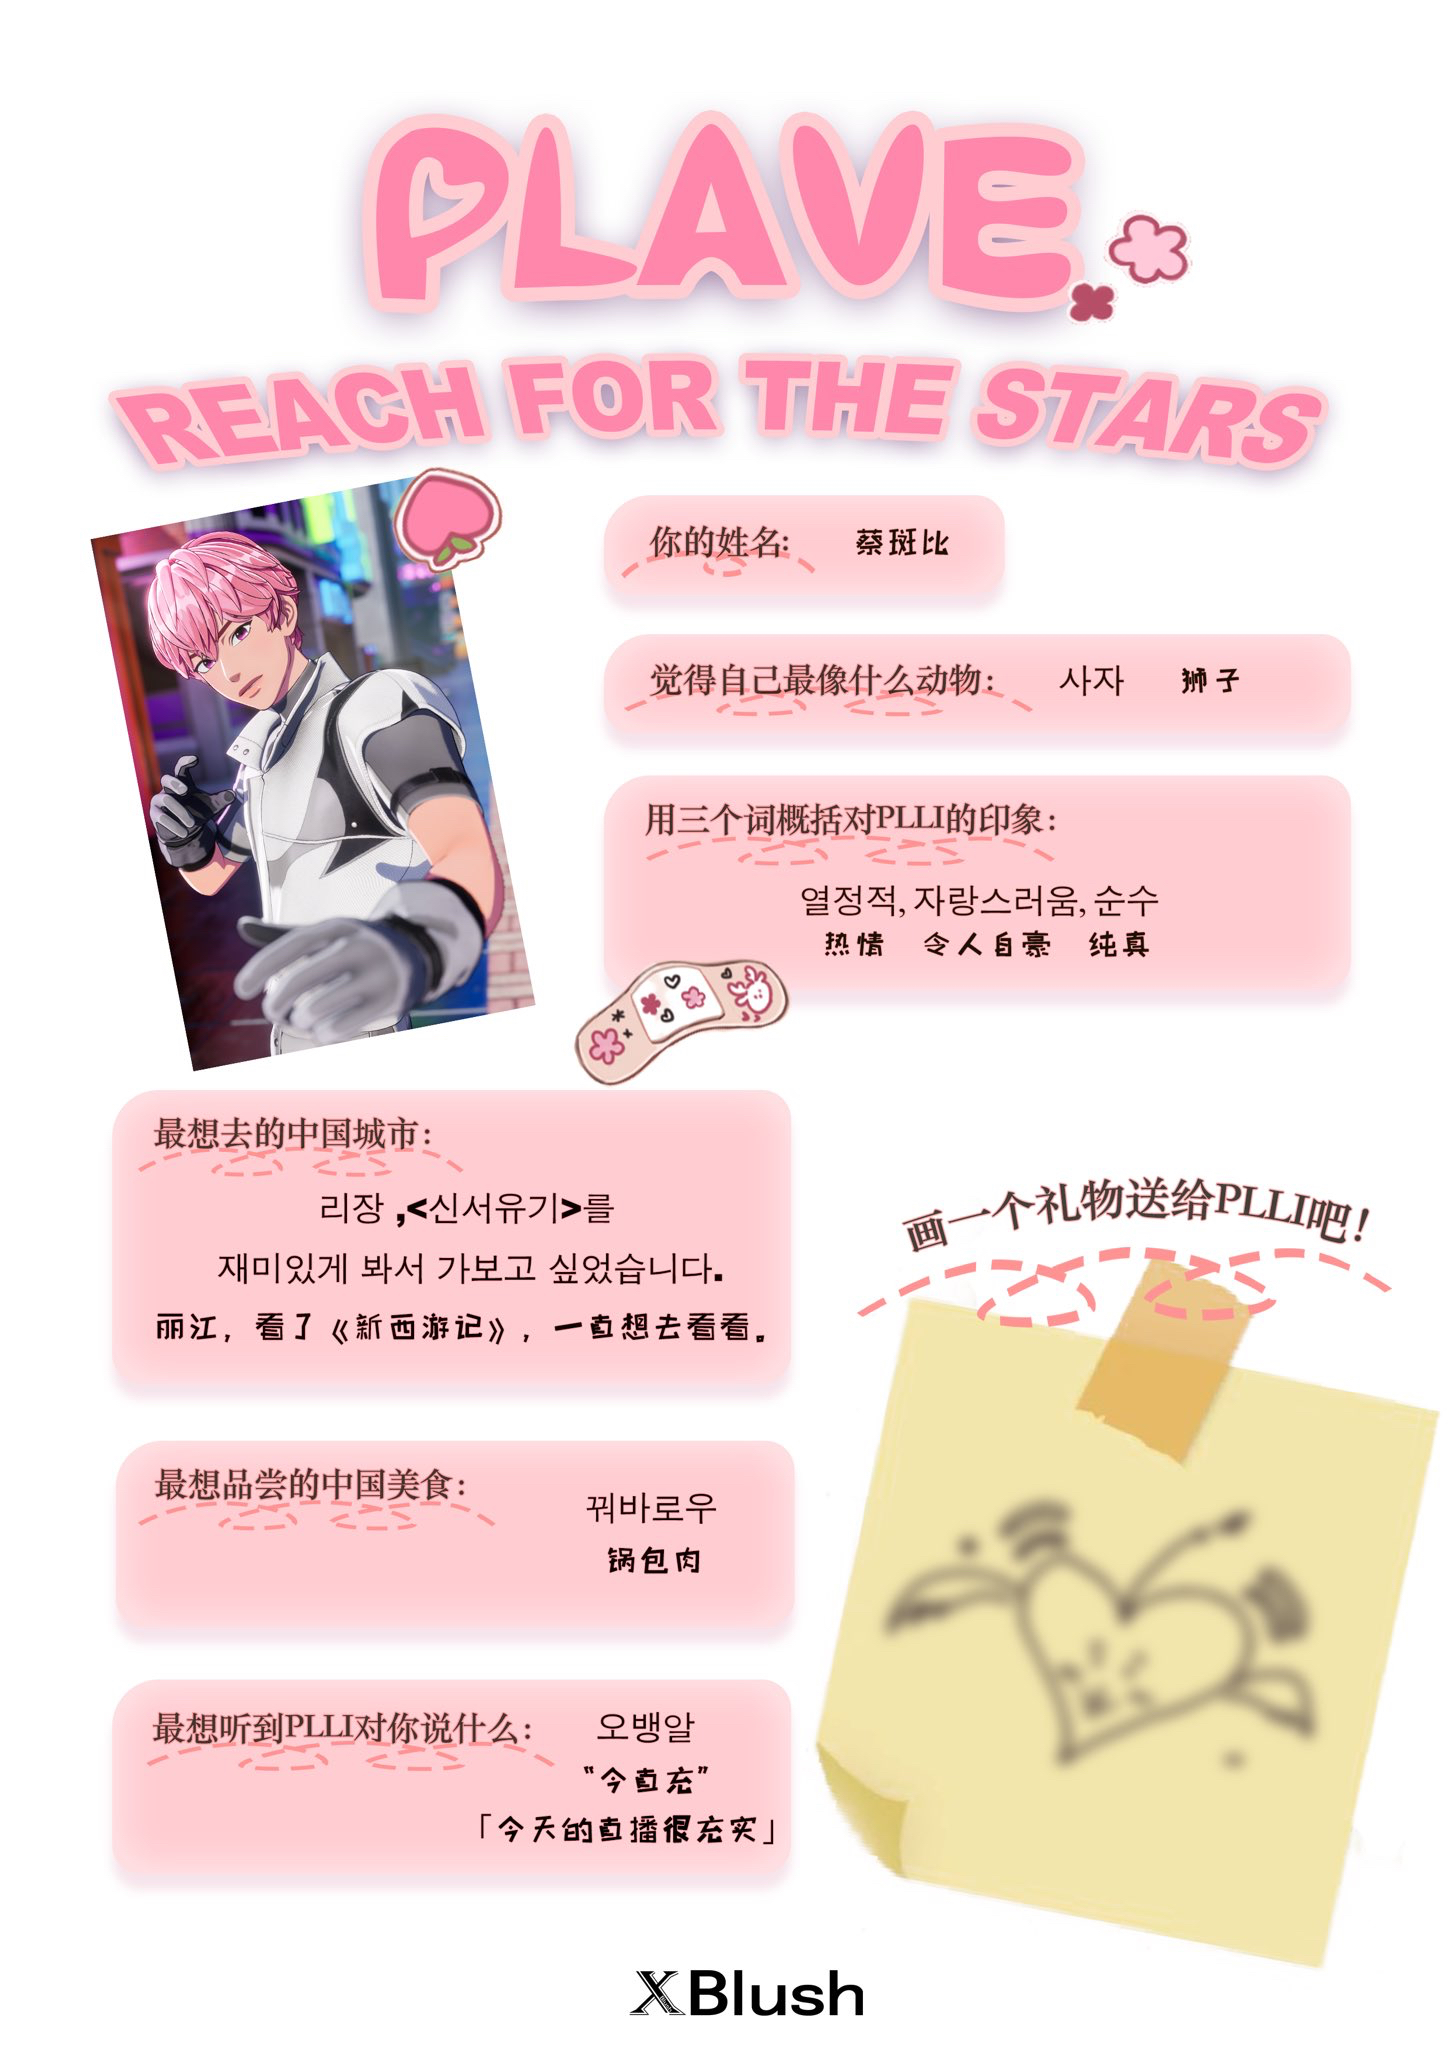 PLAVE
REACH FOR THE STARS
你的姓名: 蔡斑比
觉得自己最像什么动物: 사자 狮子
用三个词概括对PLLI的印象:
열정적, 자랑스러움, 순수
热情 令人自豪 纯真
最想去的中国城市:
리장 ,<신서유기>를
재미있게 봐서 가보고 싶었습니다.
丽江, 看了《新西游记》, 一直想去看看。
最想品尝的中国美食:
꿔바로우
锅包肉
最想听到PLLI对你说什么:
오뱅알
“今直充”
「今天的直播很充实」
画一个礼物送给PLLI吧!
XBlush